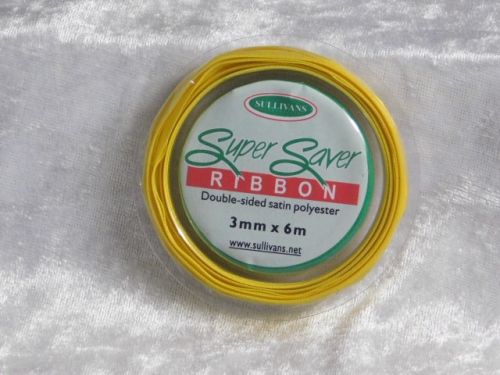 SULLIVANS
Super Saver
RIBBON
Double-sided satin polyester
3mm x 6m
www.sullivans.net